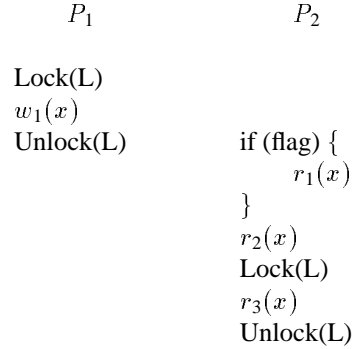 P₁ P₂
Lock(L)
w₁(x)
Unlock(L) if (flag) {
r₁(x)
}
r₂(x)
Lock(L)
r₃(x)
Unlock(L)